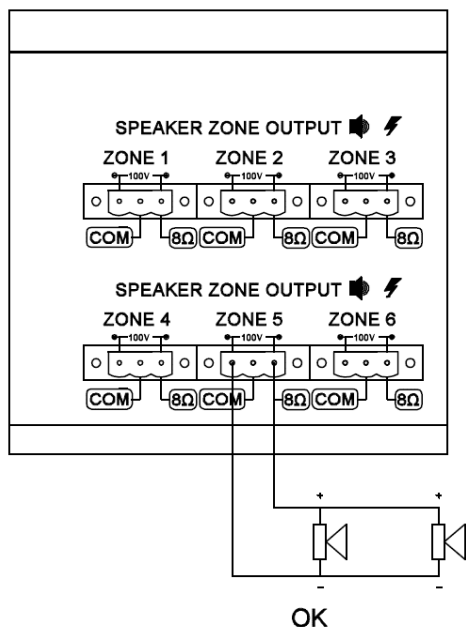 SPEAKER ZONE OUTPUT
ZONE 1 ZONE 2 ZONE 3
100V 100V 100V
COM 8Ω COM 8Ω COM 8Ω
SPEAKER ZONE OUTPUT
ZONE 4 ZONE 5 ZONE 6
100V 100V 100V
COM 8Ω COM 8Ω COM 8Ω
+ +
- -
OK